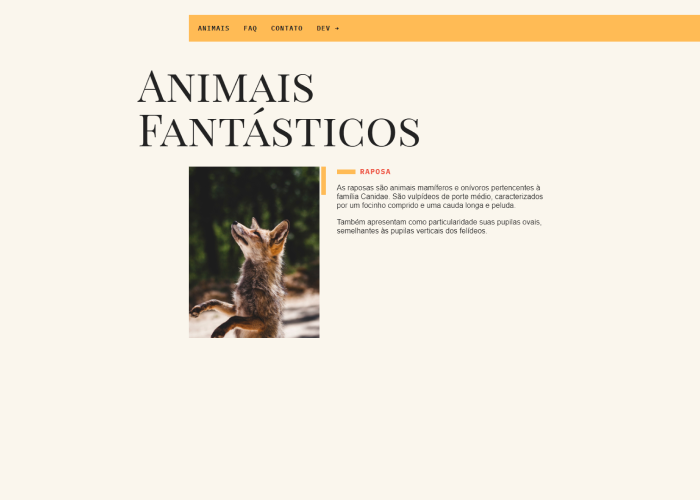 ANIMAIS FAQ CONTATO DEV →
Animais
Fantásticos
RAPOSA
As raposas são animais mamíferos e onívoros pertencentes à
família Canidae. São vulpídeos de porte médio, caracterizados
por um focinho comprido e uma cauda longa e peluda.
Também apresentam como particularidade suas pupilas ovais,
semelhantes às pupilas verticais dos felídeos.